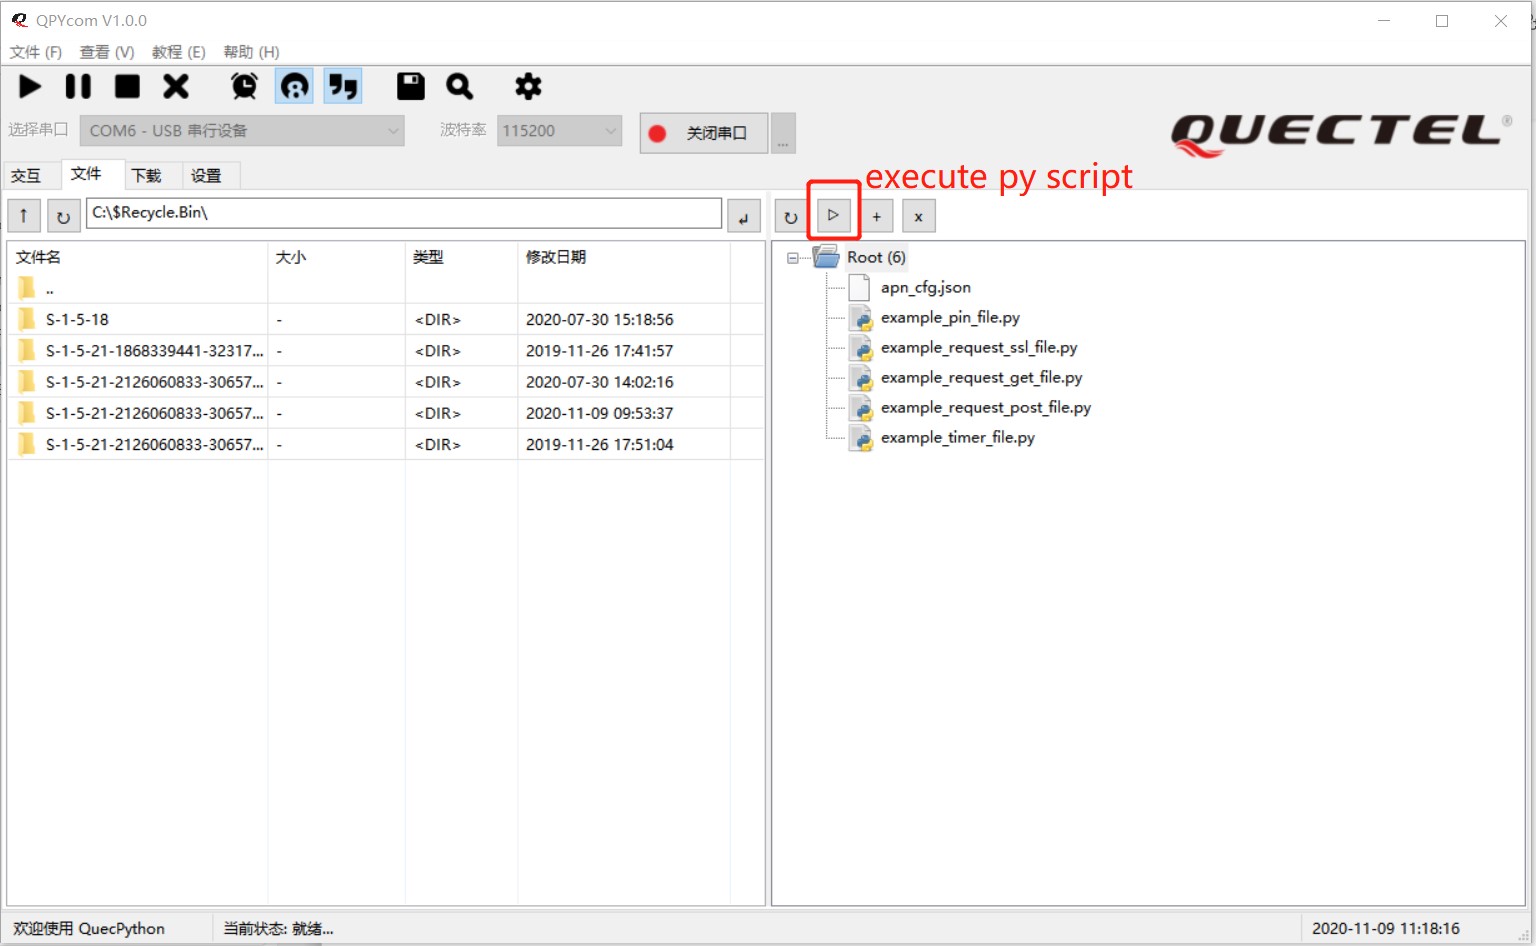 QPYcom V1.0.0
文件 (F) 查看 (V) 教程 (E) 帮助 (H)
选择串口 COM6 - USB 串行设备 波特率 115200 关闭串口 ...
QUECTEL®
交互 文件 下载 设置
execute py script
↑ ↻ C:\$Recycle.Bin\ ↲ ↻ ▷ + x
文件名 大小 类型 修改日期
..
S-1-5-18 - <DIR> 2020-07-30 15:18:56
S-1-5-21-1868339441-32317... - <DIR> 2019-11-26 17:41:57
S-1-5-21-2126060833-30657... - <DIR> 2020-07-30 14:02:16
S-1-5-21-2126060833-30657... - <DIR> 2020-11-09 09:53:37
S-1-5-21-2126060833-30657... - <DIR> 2019-11-26 17:51:04
Root (6)
apn_cfg.json
example_pin_file.py
example_request_ssl_file.py
example_request_get_file.py
example_request_post_file.py
example_timer_file.py
欢迎使用 QuecPython 当前状态: 就绪... 2020-11-09 11:18:16